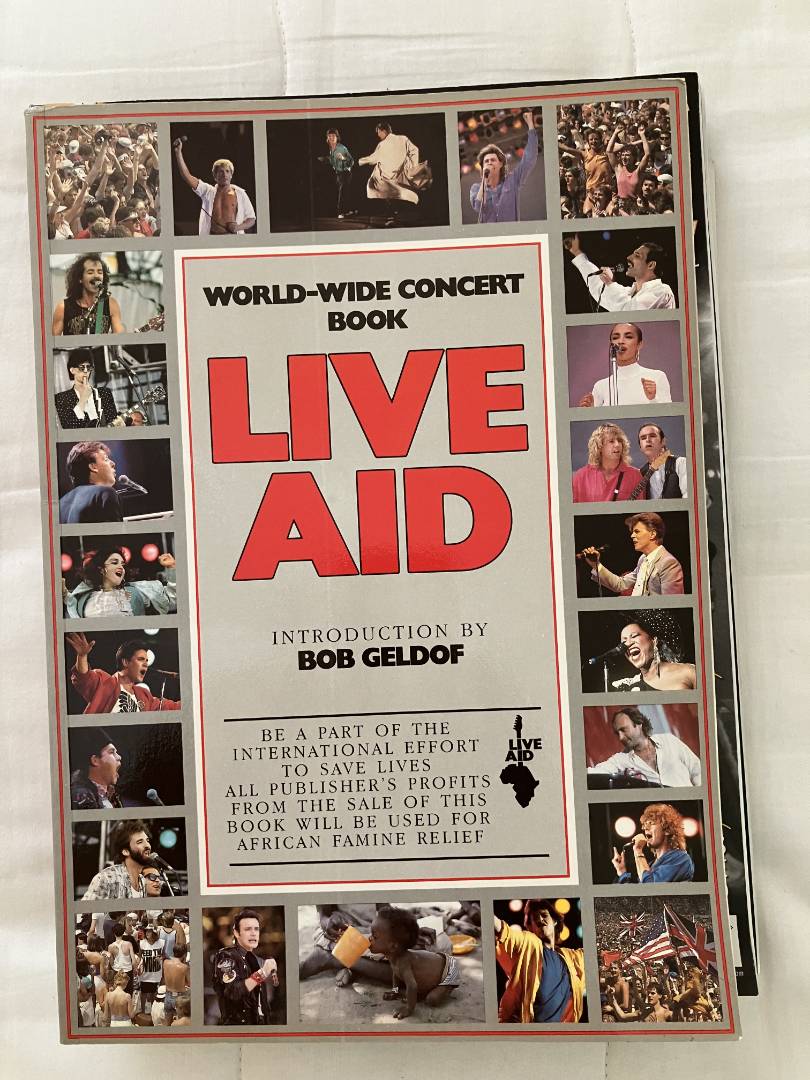 WORLD-WIDE CONCERT
BOOK
LIVE
AID
INTRODUCTION BY
BOB GELDOF
BE A PART OF THE
INTERNATIONAL EFFORT
TO SAVE LIVES
ALL PUBLISHER'S PROFITS
FROM THE SALE OF THIS
BOOK WILL BE USED FOR
AFRICAN FAMINE RELIEF
LIVE
AID